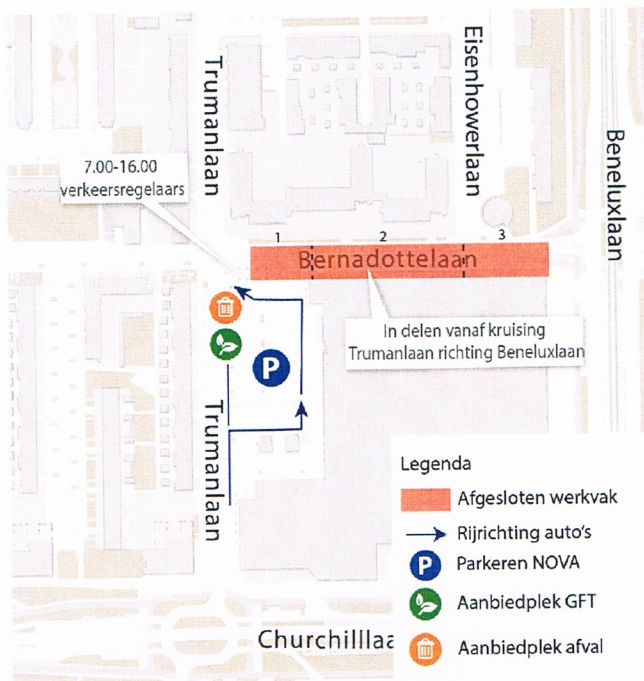 Trumanlaan
Eisenhowerlaan
Beneluxlaan
7.00-16.00
verkeersregelaars
1
2
3
Bernadottelaan
In delen vanaf kruising
Trumanlaan richting Beneluxlaan
P
Trumanlaan
Legenda
Afgesloten werkvak
Rijrichting auto's
P
Parkeren NOVA
Aanbiedplek GFT
Aanbiedplek afval
Churchilllaa